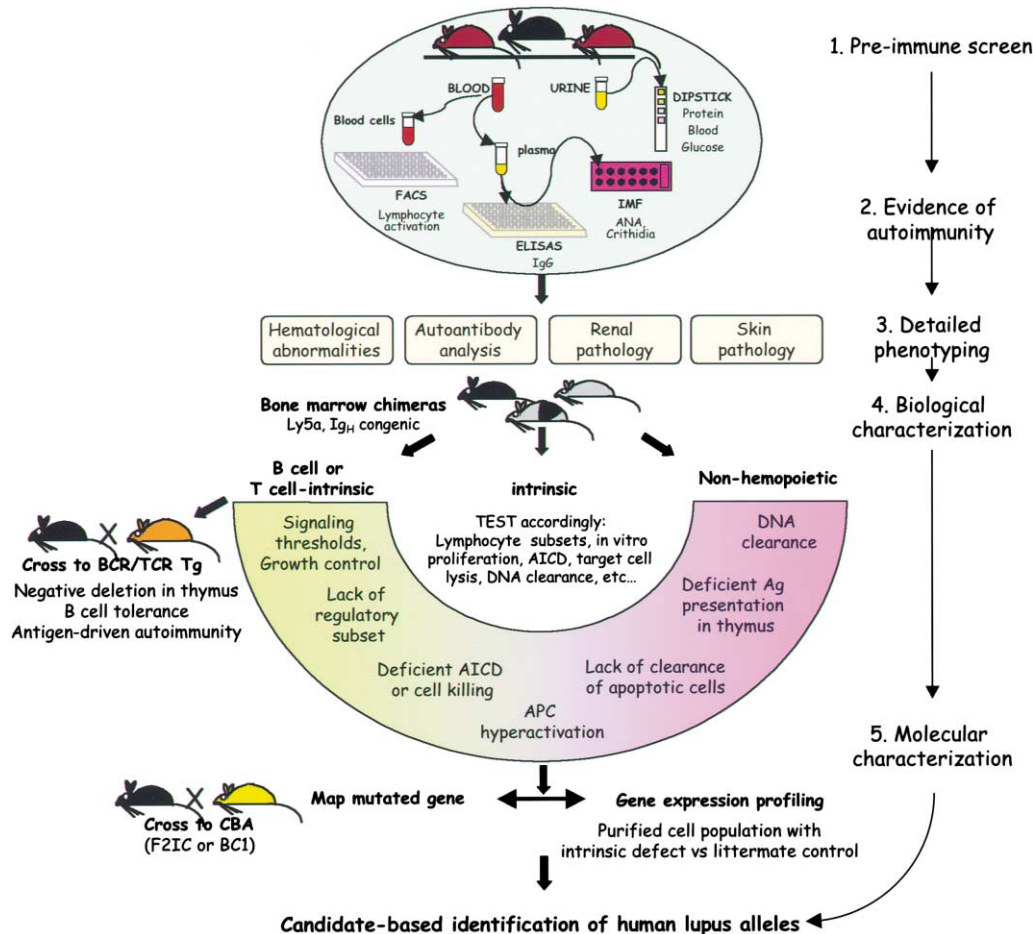 1. Pre-immune screen
BLOOD
URINE
DIPSTICK
Protein
Blood
Glucose
Blood cells
plasma
FACS
Lymphocyte
activation
IMF
ANA,
Crithidia
ELISAS
IgG
2. Evidence of
autoimmunity
Hematological
abnormalities
Autoantibody
analysis
Renal
pathology
Skin
pathology
3. Detailed
phenotyping
Bone marrow chimeras
Ly5a, IgH congenic
4. Biological
characterization
B cell or
T cell-intrinsic
intrinsic
Non-hemopoietic
X
Cross to BCR/TCR Tg
Negative deletion in thymus
B cell tolerance
Antigen-driven autoimmunity
Signaling
thresholds,
Growth control
Lack of
regulatory
subset
Deficient AICD
or cell killing
APC
hyperactivation
Lack of clearance
of apoptotic cells
Deficient Ag
presentation
in thymus
DNA
clearance
TEST accordingly:
Lymphocyte subsets, in vitro
proliferation, AICD, target cell
lysis, DNA clearance, etc...
5. Molecular
characterization
X
Cross to CBA
(F2IC or BC1)
Map mutated gene
Gene expression profiling
Purified cell population with
intrinsic defect vs littermate control
Candidate-based identification of human lupus alleles